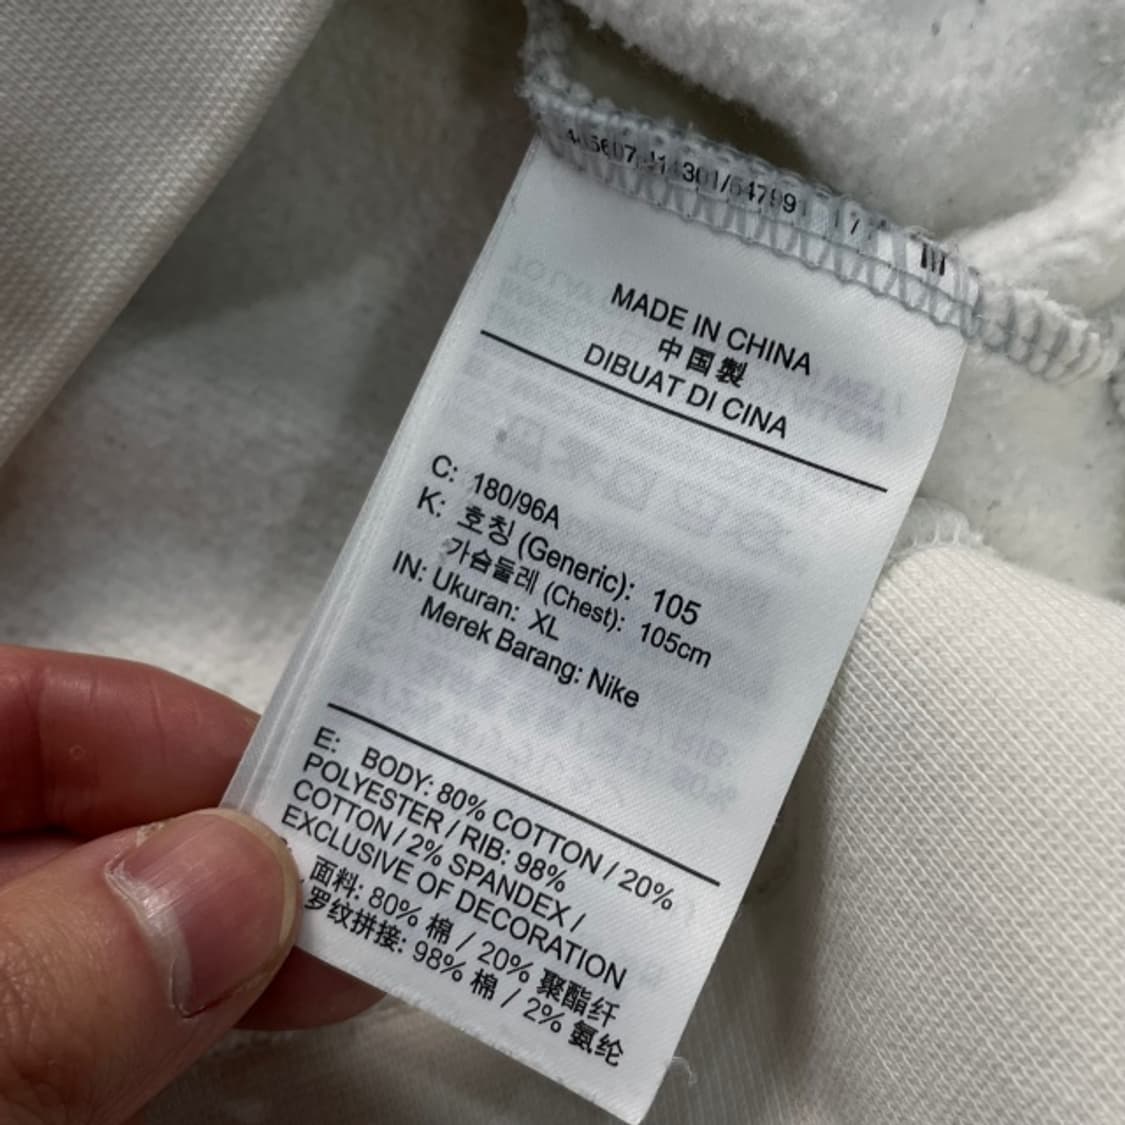 MADE IN CHINA
中国製
DIBUAT DI CINA
C: 180/96A
K: 호칭 (Generic): 105
가슴둘레 (Chest): 105cm
IN: Ukuran: XL
Merek Barang: Nike
E: BODY: 80% COTTON / 20%
POLYESTER / RIB: 98%
COTTON / 2% SPANDEX /
EXCLUSIVE OF DECORATION
面料: 80% 棉 / 20% 聚酯纤
罗纹拼接: 98% 棉 / 2% 氨纶